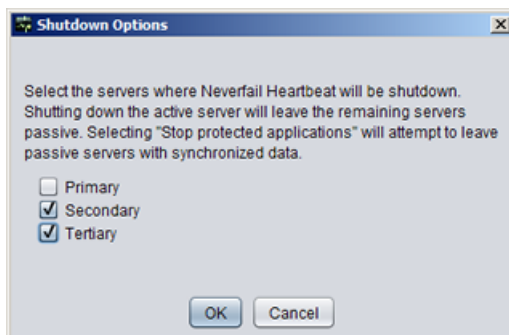 Shutdown Options
Select the servers where Neverfail Heartbeat will be shutdown.
Shutting down the active server will leave the remaining servers
passive. Selecting "Stop protected applications" will attempt to leave
passive servers with synchronized data.
Primary
Secondary
Tertiary
OK Cancel